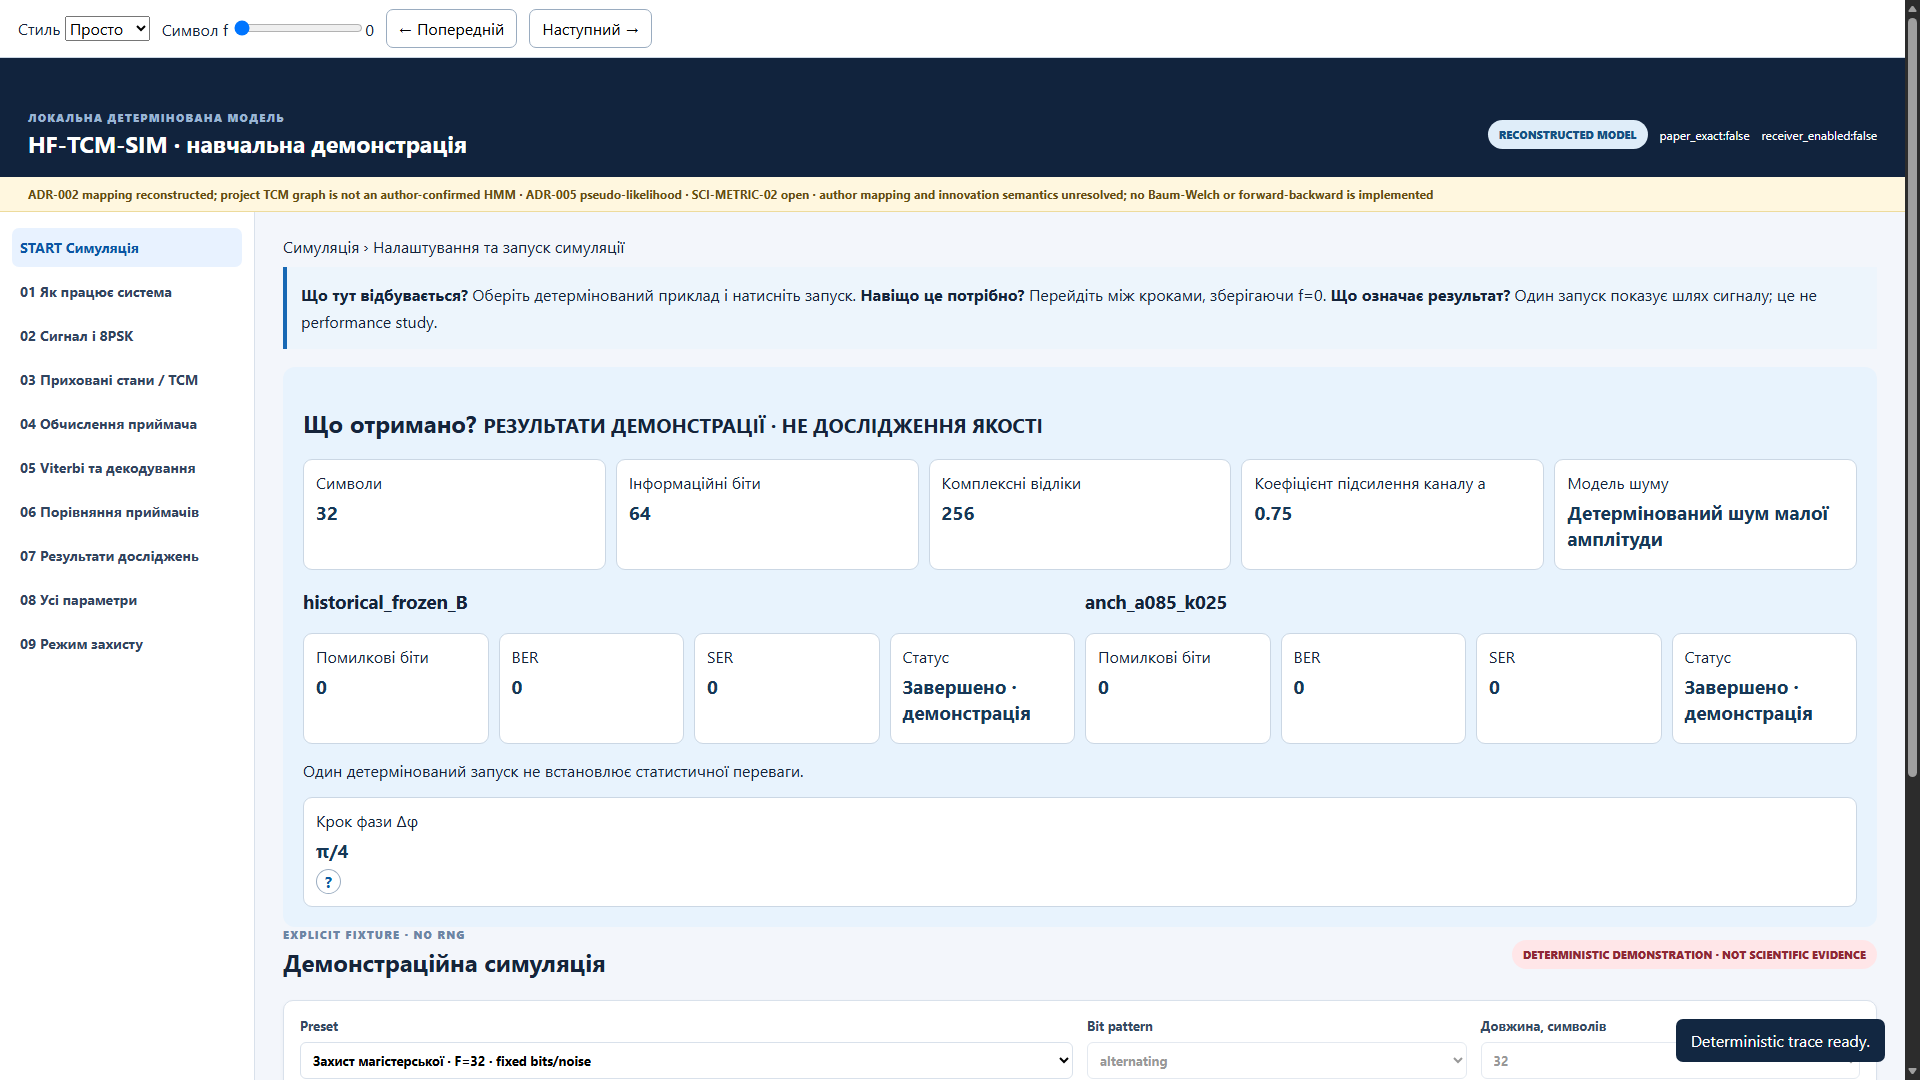 Стиль Просто Символ f 0 ← Попередній Наступний →
ЛОКАЛЬНА ДЕТЕРМІНОВАНА МОДЕЛЬ
HF-TCM-SIM · навчальна демонстрація
RECONSTRUCTED MODEL paper_exact:false receiver_enabled:false
ADR-002 mapping reconstructed; project TCM graph is not an author-confirmed HMM · ADR-005 pseudo-likelihood · SCI-METRIC-02 open · author mapping and innovation semantics unresolved; no Baum-Welch or forward-backward is implemented
START Симуляція
01 Як працює система
02 Сигнал і 8PSK
03 Приховані стани / TCM
04 Обчислення приймача
05 Viterbi та декодування
06 Порівняння приймачів
07 Результати досліджень
08 Усі параметри
09 Режим захисту
Симуляція › Налаштування та запуск симуляції
Що тут відбувається? Оберіть детермінований приклад і натисніть запуск. Навіщо це потрібно? Перейдіть між кроками, зберігаючи f=0. Що означає результат? Один запуск показує шлях сигналу; це не
performance study.
Що отримано? РЕЗУЛЬТАТИ ДЕМОНСТРАЦІЇ · НЕ ДОСЛІДЖЕННЯ ЯКОСТІ
Символи
32
Інформаційні біти
64
Комплексні відліки
256
Коефіцієнт підсилення каналу a
0.75
Модель шуму
Детермінований шум малої
амплітуди
historical_frozen_B
Помилкові біти
0
BER
0
SER
0
Статус
Завершено ·
демонстрація
anch_a085_k025
Помилкові біти
0
BER
0
SER
0
Статус
Завершено ·
демонстрація
Один детермінований запуск не встановлює статистичної переваги.
Крок фази Δφ
π/4
?
EXPLICIT FIXTURE · NO RNG
Демонстраційна симуляція
DETERMINISTIC DEMONSTRATION · NOT SCIENTIFIC EVIDENCE
Preset
Захист магістерської · F=32 · fixed bits/noise
Bit pattern
alternating
Довжина, символів
32
Deterministic trace ready.